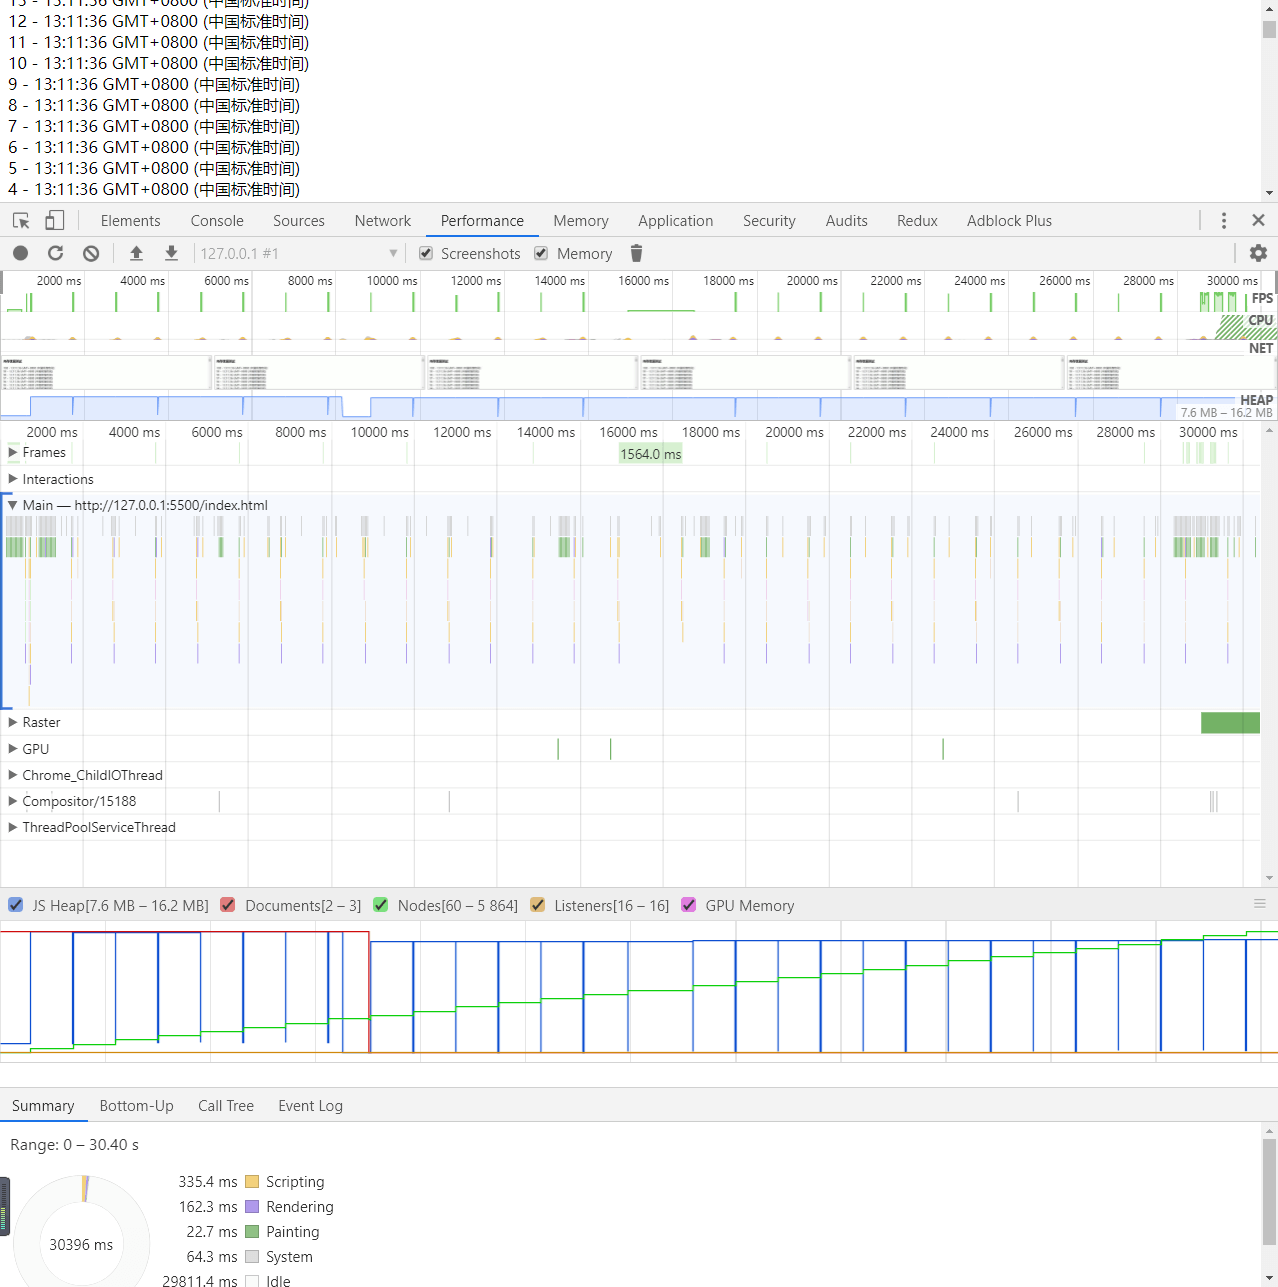 12 - 13:11:36 GMT+0800 (中国标准时间)
11 - 13:11:36 GMT+0800 (中国标准时间)
10 - 13:11:36 GMT+0800 (中国标准时间)
9 - 13:11:36 GMT+0800 (中国标准时间)
8 - 13:11:36 GMT+0800 (中国标准时间)
7 - 13:11:36 GMT+0800 (中国标准时间)
6 - 13:11:36 GMT+0800 (中国标准时间)
5 - 13:11:36 GMT+0800 (中国标准时间)
4 - 13:11:36 GMT+0800 (中国标准时间)
Elements Console Sources Network Performance Memory Application Security Audits Redux Adblock Plus
127.0.0.1 #1 Screenshots Memory
2000 ms 4000 ms 6000 ms 8000 ms 10000 ms 12000 ms 14000 ms 16000 ms 18000 ms 20000 ms 22000 ms 24000 ms 26000 ms 28000 ms 30000 ms
FPS
CPU
NET
HEAP
7.6 MB – 16.2 MB
2000 ms 4000 ms 6000 ms 8000 ms 10000 ms 12000 ms 14000 ms 16000 ms 18000 ms 20000 ms 22000 ms 24000 ms 26000 ms 28000 ms 30000 ms
Frames 1564.0 ms
Interactions
Main — http://127.0.0.1:5500/index.html
Raster
GPU
Chrome_ChildIOThread
Compositor/15188
ThreadPoolServiceThread
JS Heap[7.6 MB – 16.2 MB] Documents[2 – 3] Nodes[60 – 5 864] Listeners[16 – 16] GPU Memory
Summary Bottom-Up Call Tree Event Log
Range: 0 – 30.40 s
335.4 ms Scripting
162.3 ms Rendering
22.7 ms Painting
30396 ms
64.3 ms System
29811.4 ms Idle